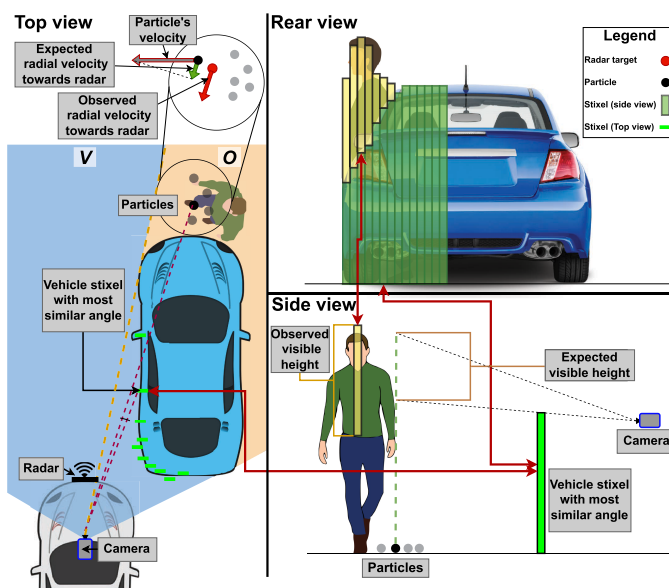 Top view
Particle's
velocity
Expected
radial velocity
towards radar
Observed
radial velocity
towards radar
V
O
Particles
Vehicle stixel
with most
similar angle
Radar
Camera
Rear view
Legend
Radar target
Particle
Stixel (side view)
Stixel (Top view)
Side view
Observed
visible
height
Expected
visible height
Camera
Vehicle stixel
with most
similar angle
Particles